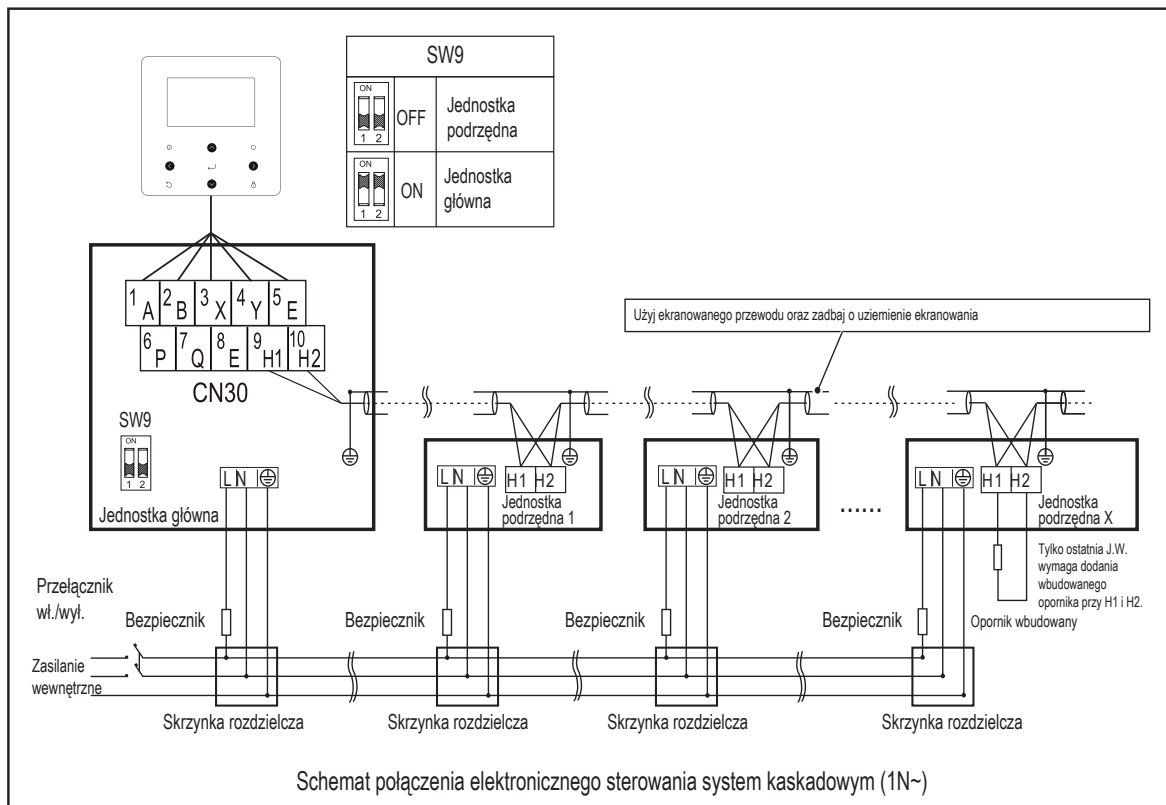 SW9
ON
1 2
OFF
Jednostka
podrzędna
ON
1 2
ON
Jednostka
główna
1 A 2 B 3 X 4 Y 5 E
6 P 7 Q 8 E 9 H1 10 H2
CN30
SW9
ON
1 2
L N
Jednostka główna
Użyj ekranowanego przewodu oraz zadbaj o uziemienie ekranowania
L N
H1 H2
Jednostka
podrzędna 1
L N
H1 H2
Jednostka
podrzędna 2
......
L N
H1 H2
Jednostka
podrzędna X
Tylko ostatnia J.W.
wymaga dodania
wbudowanego
opornika przy H1 i H2.
Opornik wbudowany
Przełącznik
wł./wył.
Bezpiecznik
Bezpiecznik
Bezpiecznik
Bezpiecznik
Zasilanie
wewnętrzne
Skrzynka rozdzielcza
Skrzynka rozdzielcza
Skrzynka rozdzielcza
Skrzynka rozdzielcza
Schemat połączenia elektronicznego sterowania system kaskadowym (1N~)